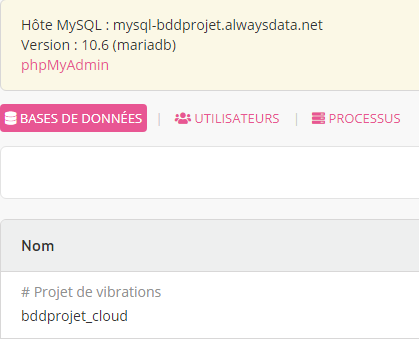 Hôte MySQL : mysql-bddprojet.alwaysdata.net
Version : 10.6 (mariadb)
phpMyAdmin
BASES DE DONNÉES | UTILISATEURS | PROCESSUS
Nom
# Projet de vibrations
bddprojet_cloud